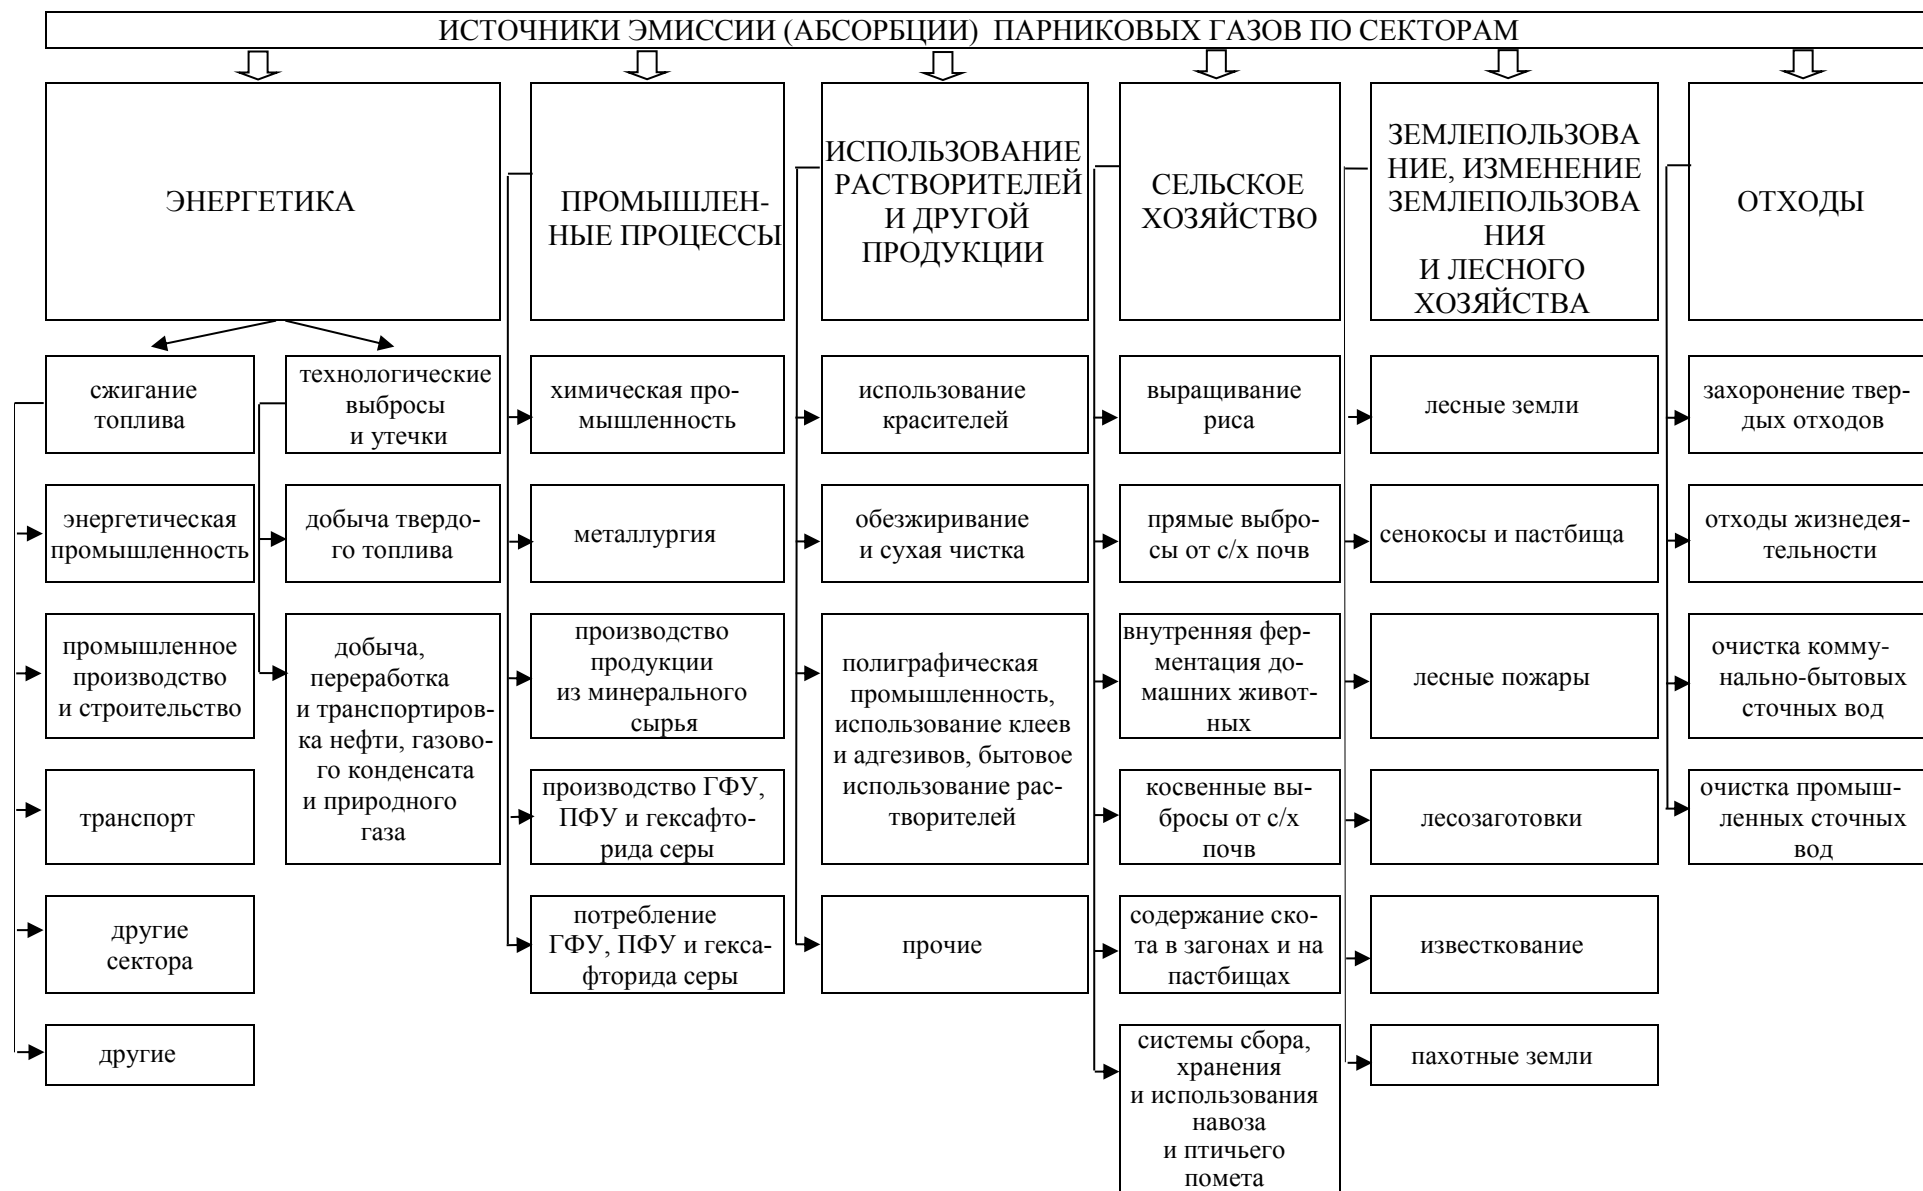 ИСТОЧНИКИ ЭМИССИИ (АБСОРБЦИИ) ПАРНИКОВЫХ ГАЗОВ ПО СЕКТОРАМ
ЭНЕРГЕТИКА
ПРОМЫШЛЕН-
НЫЕ ПРОЦЕССЫ
ИСПОЛЬЗОВАНИЕ
РАСТВОРИТЕЛЕЙ
И ДРУГОЙ
ПРОДУКЦИИ
СЕЛЬСКОЕ
ХОЗЯЙСТВО
ЗЕМЛЕПОЛЬЗОВА
НИЕ, ИЗМЕНЕНИЕ
ЗЕМЛЕПОЛЬЗОВА
НИЯ
И ЛЕСНОГО
ХОЗЯЙСТВА
ОТХОДЫ
сжигание
топлива
технологические
выбросы
и утечки
химическая про-
мышленность
использование
красителей
выращивание
риса
лесные земли
захоронение твер-
дых отходов
энергетическая
промышленность
добыча твердо-
го топлива
металлургия
обезжиривание
и сухая чистка
прямые выбро-
сы от с/х почв
сенокосы и пастбища
отходы жизнедея-
тельности
промышленное
производство
и строительство
добыча,
переработка
и транспортиров-
ка нефти, газово-
го конденсата
и природного
газа
производство
продукции
из минерального
сырья
полиграфическая
промышленность,
использование клеев
и адгезивов, бытовое
использование рас-
творителей
внутренняя фер-
ментация до-
машних живот-
ных
лесные пожары
очистка комму-
нально-бытовых
сточных вод
транспорт
производство ГФУ,
ПФУ и гексафто-
рида серы
косвенные вы-
бросы от с/х
почв
лесозаготовки
очистка промыш-
ленных сточных
вод
другие
сектора
потребление
ГФУ, ПФУ и гекса-
фторида серы
прочие
содержание ско-
та в загонах и на
пастбищах
известкование
другие
системы сбора,
хранения
и использования
навоза
и птичьего
помета
пахотные земли